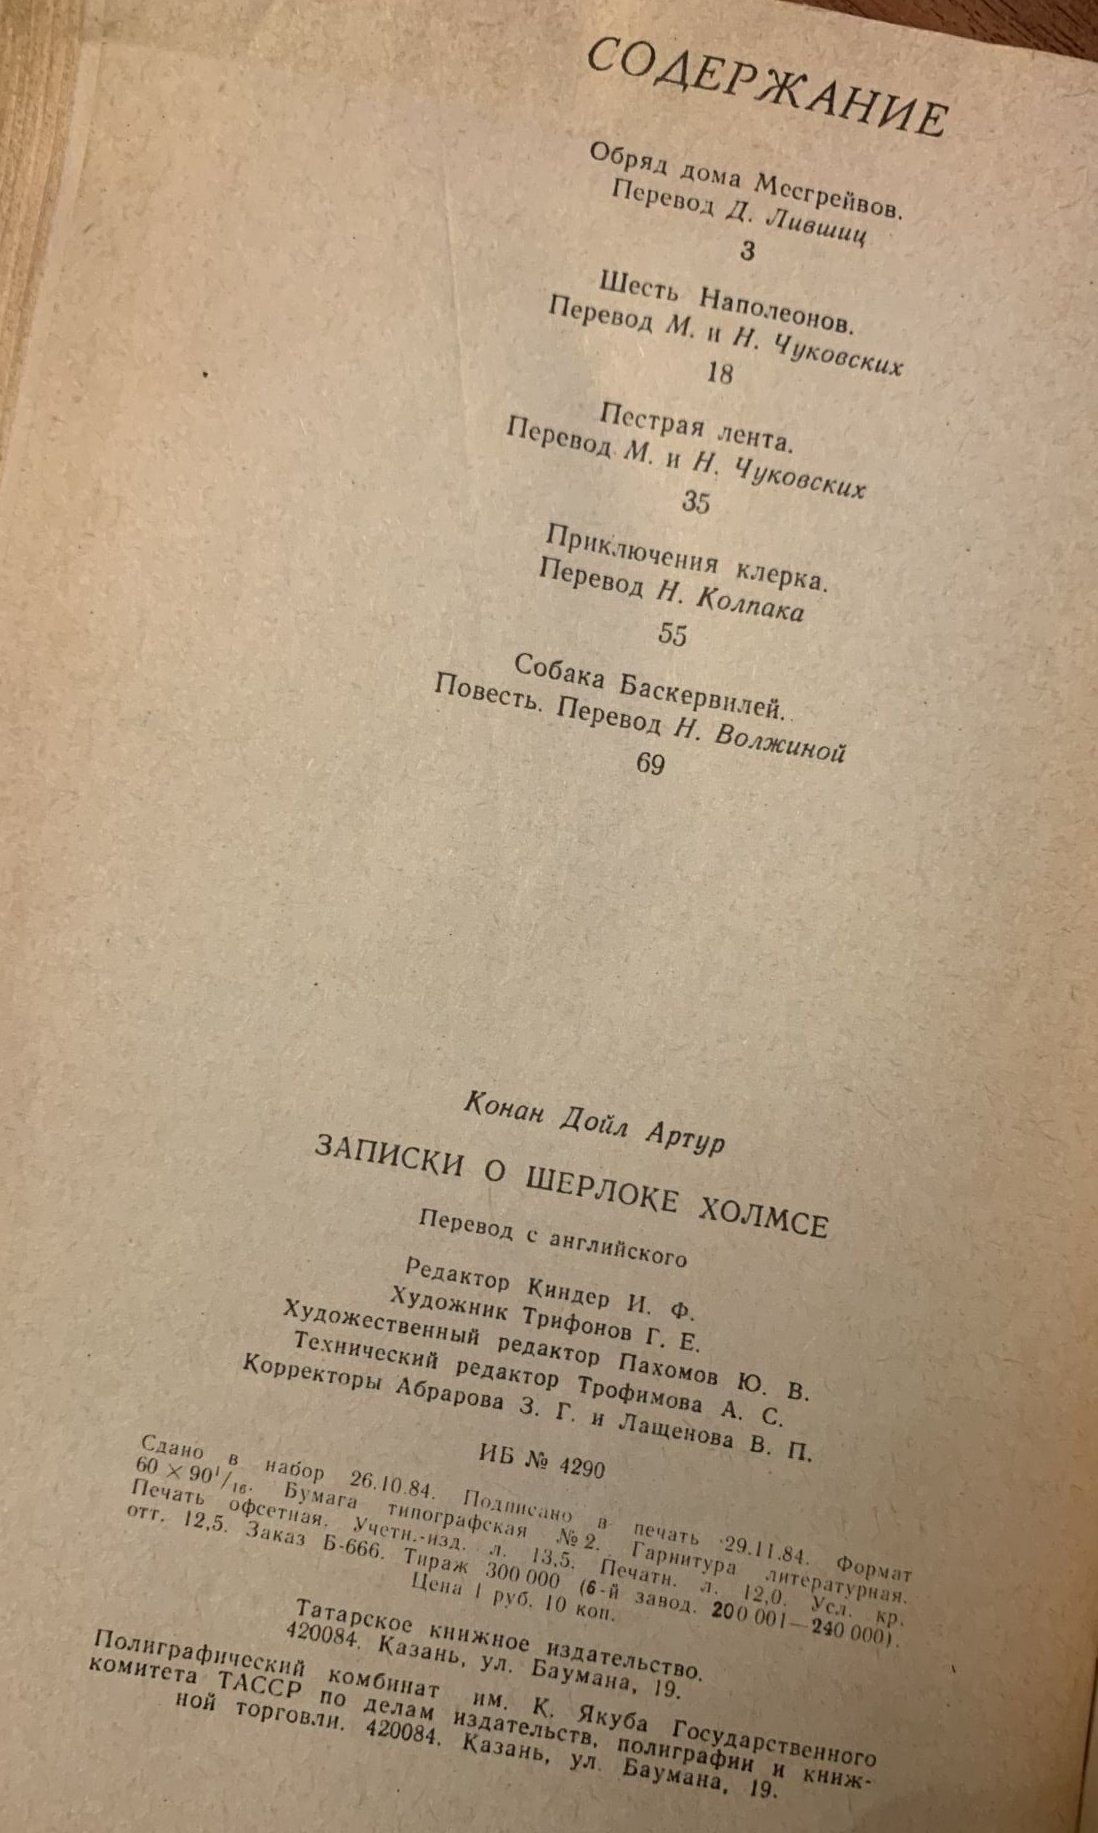 СОДЕРЖАНИЕ
Обряд дома Месгрейвов.
Перевод Д. Лившиц
3
Шесть Наполеонов.
Перевод М. и Н. Чуковских
18
Пестрая лента.
Перевод М. и Н. Чуковских
35
Приключения клерка.
Перевод Н. Колпака
55
Собака Баскервилей.
Повесть. Перевод Н. Волжиной
69
Конан Дойл Артур
ЗАПИСКИ О ШЕРЛОКЕ ХОЛМСЕ
Перевод с английского
Редактор Киндер И. Ф.
Художник Трифонов Г. Е.
Художественный редактор Пахомов Ю. В.
Технический редактор Трофимова А. С.
Корректоры Абрарова З. Г. и Лащенова В. П.
ИБ № 4290
Сдано в набор 26.10.84. Подписано в печать 29.11.84. Формат
60 × 90¹/₁₆. Бумага типографская № 2. Гарнитура литературная.
Печать офсетная. Учетн.-изд. л. 13,5. Печатн. л. 12,0. Усл. кр.
отт. 12,5. Заказ Б-666. Тираж 300 000 (6-й завод. 200 001—240 000).
Цена 1 руб. 10 коп.
Татарское книжное издательство.
420084. Казань, ул. Баумана, 19.
Полиграфический комбинат им. К. Якуба Государственного
комитета ТАССР по делам издательств, полиграфии и книж-
ной торговли. 420084. Казань, ул. Баумана, 19.